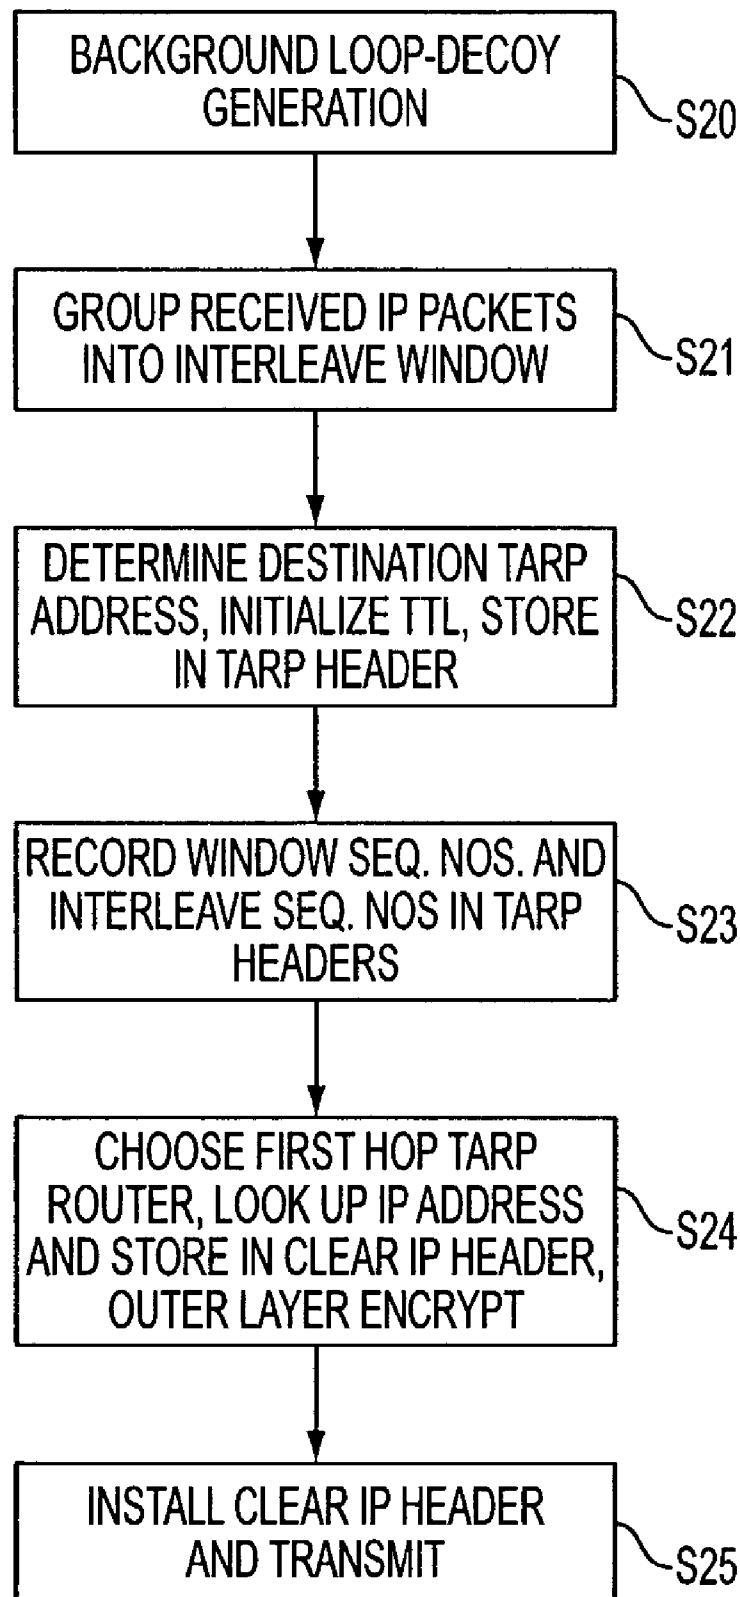 BACKGROUND LOOP-DECOY
GENERATION
S20
GROUP RECEIVED IP PACKETS
INTO INTERLEAVE WINDOW
S21
DETERMINE DESTINATION TARP
ADDRESS, INITIALIZE TTL, STORE
IN TARP HEADER
S22
RECORD WINDOW SEQ. NOS. AND
INTERLEAVE SEQ. NOS IN TARP
HEADERS
S23
CHOOSE FIRST HOP TARP
ROUTER, LOOK UP IP ADDRESS
AND STORE IN CLEAR IP HEADER,
OUTER LAYER ENCRYPT
S24
INSTALL CLEAR IP HEADER
AND TRANSMIT
S25